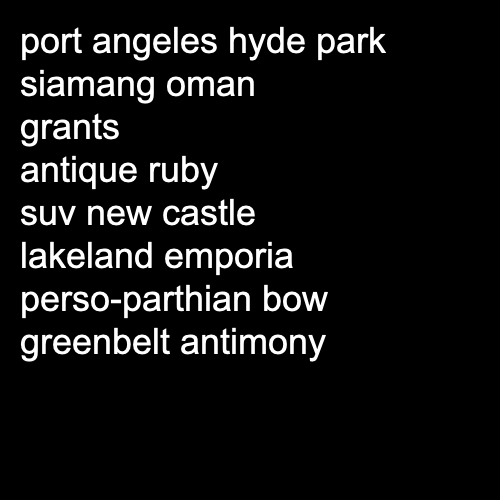 port angeles hyde park
siamang oman
grants
antique ruby
suv new castle
lakeland emporia
perso-parthian bow
greenbelt antimony